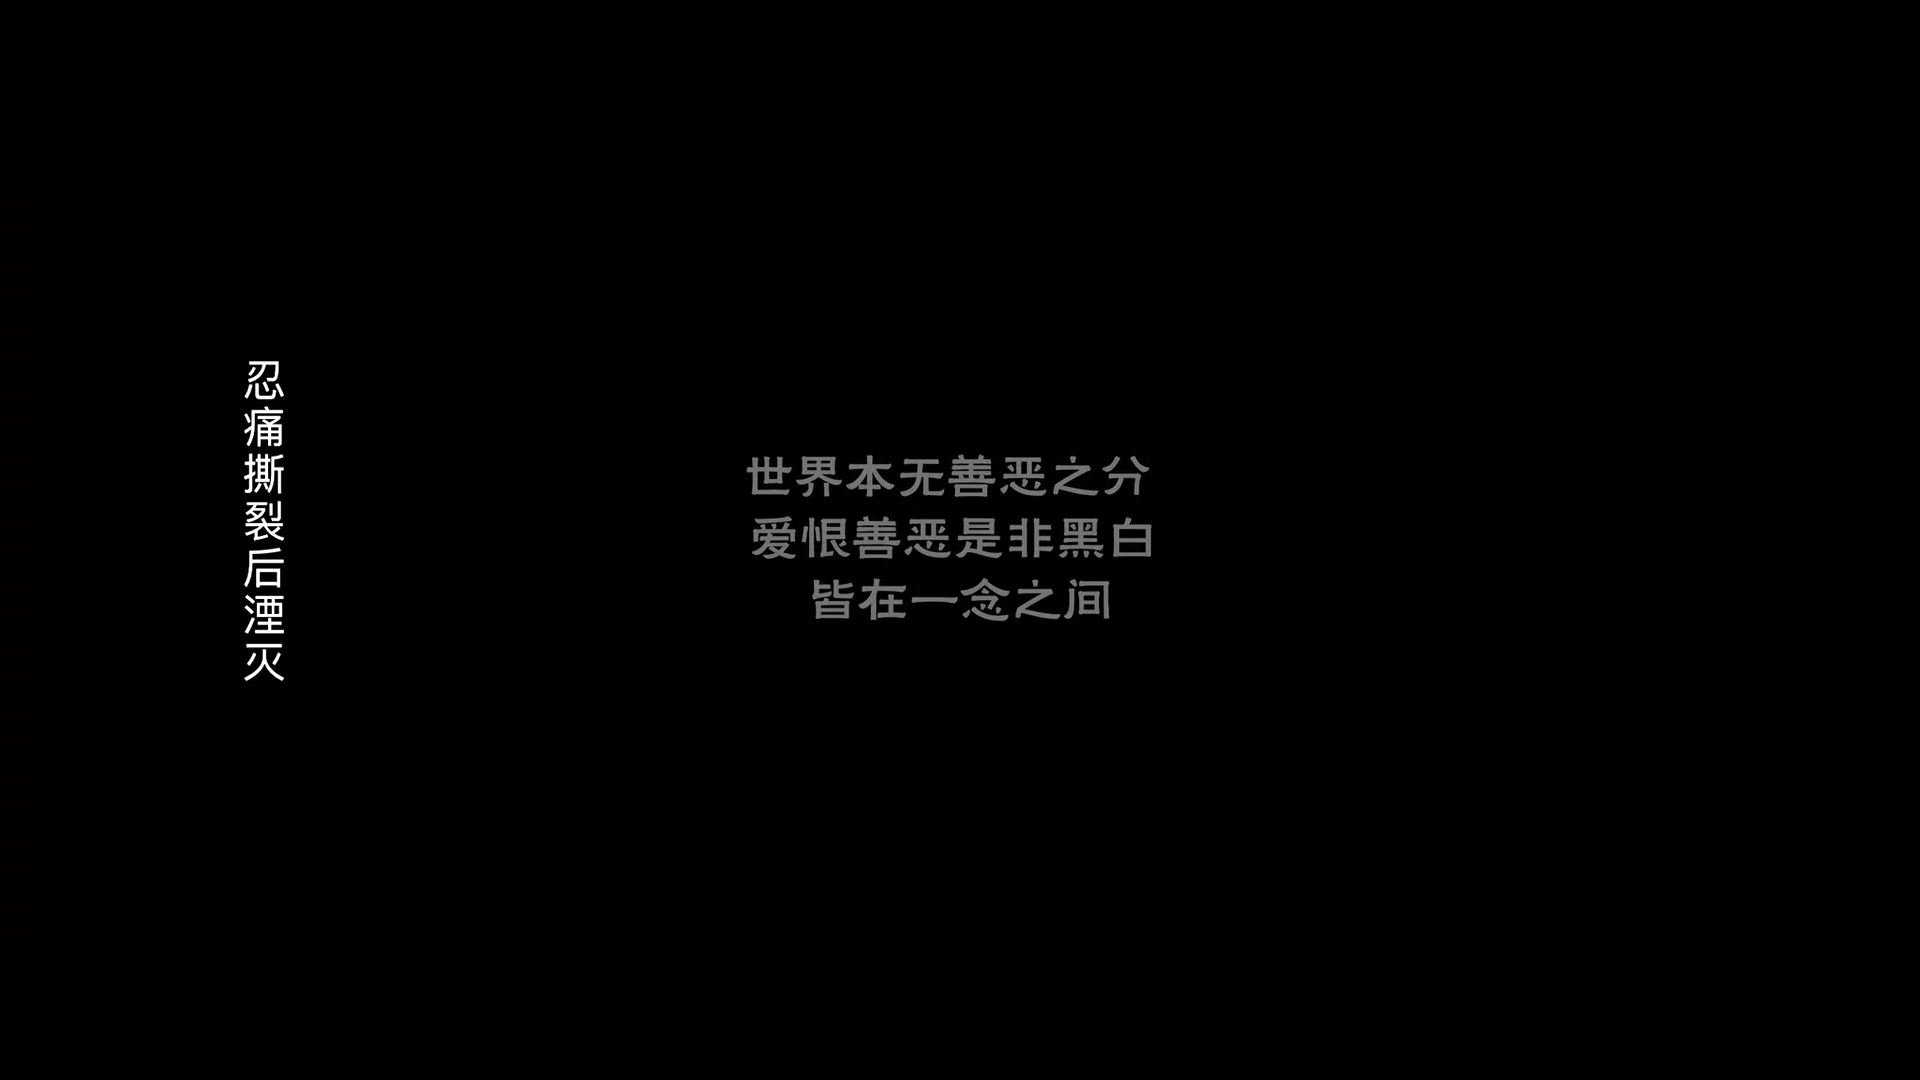 忍痛撕裂后湮灭
世界本无善恶之分
爱恨善恶是非黑白
皆在一念之间